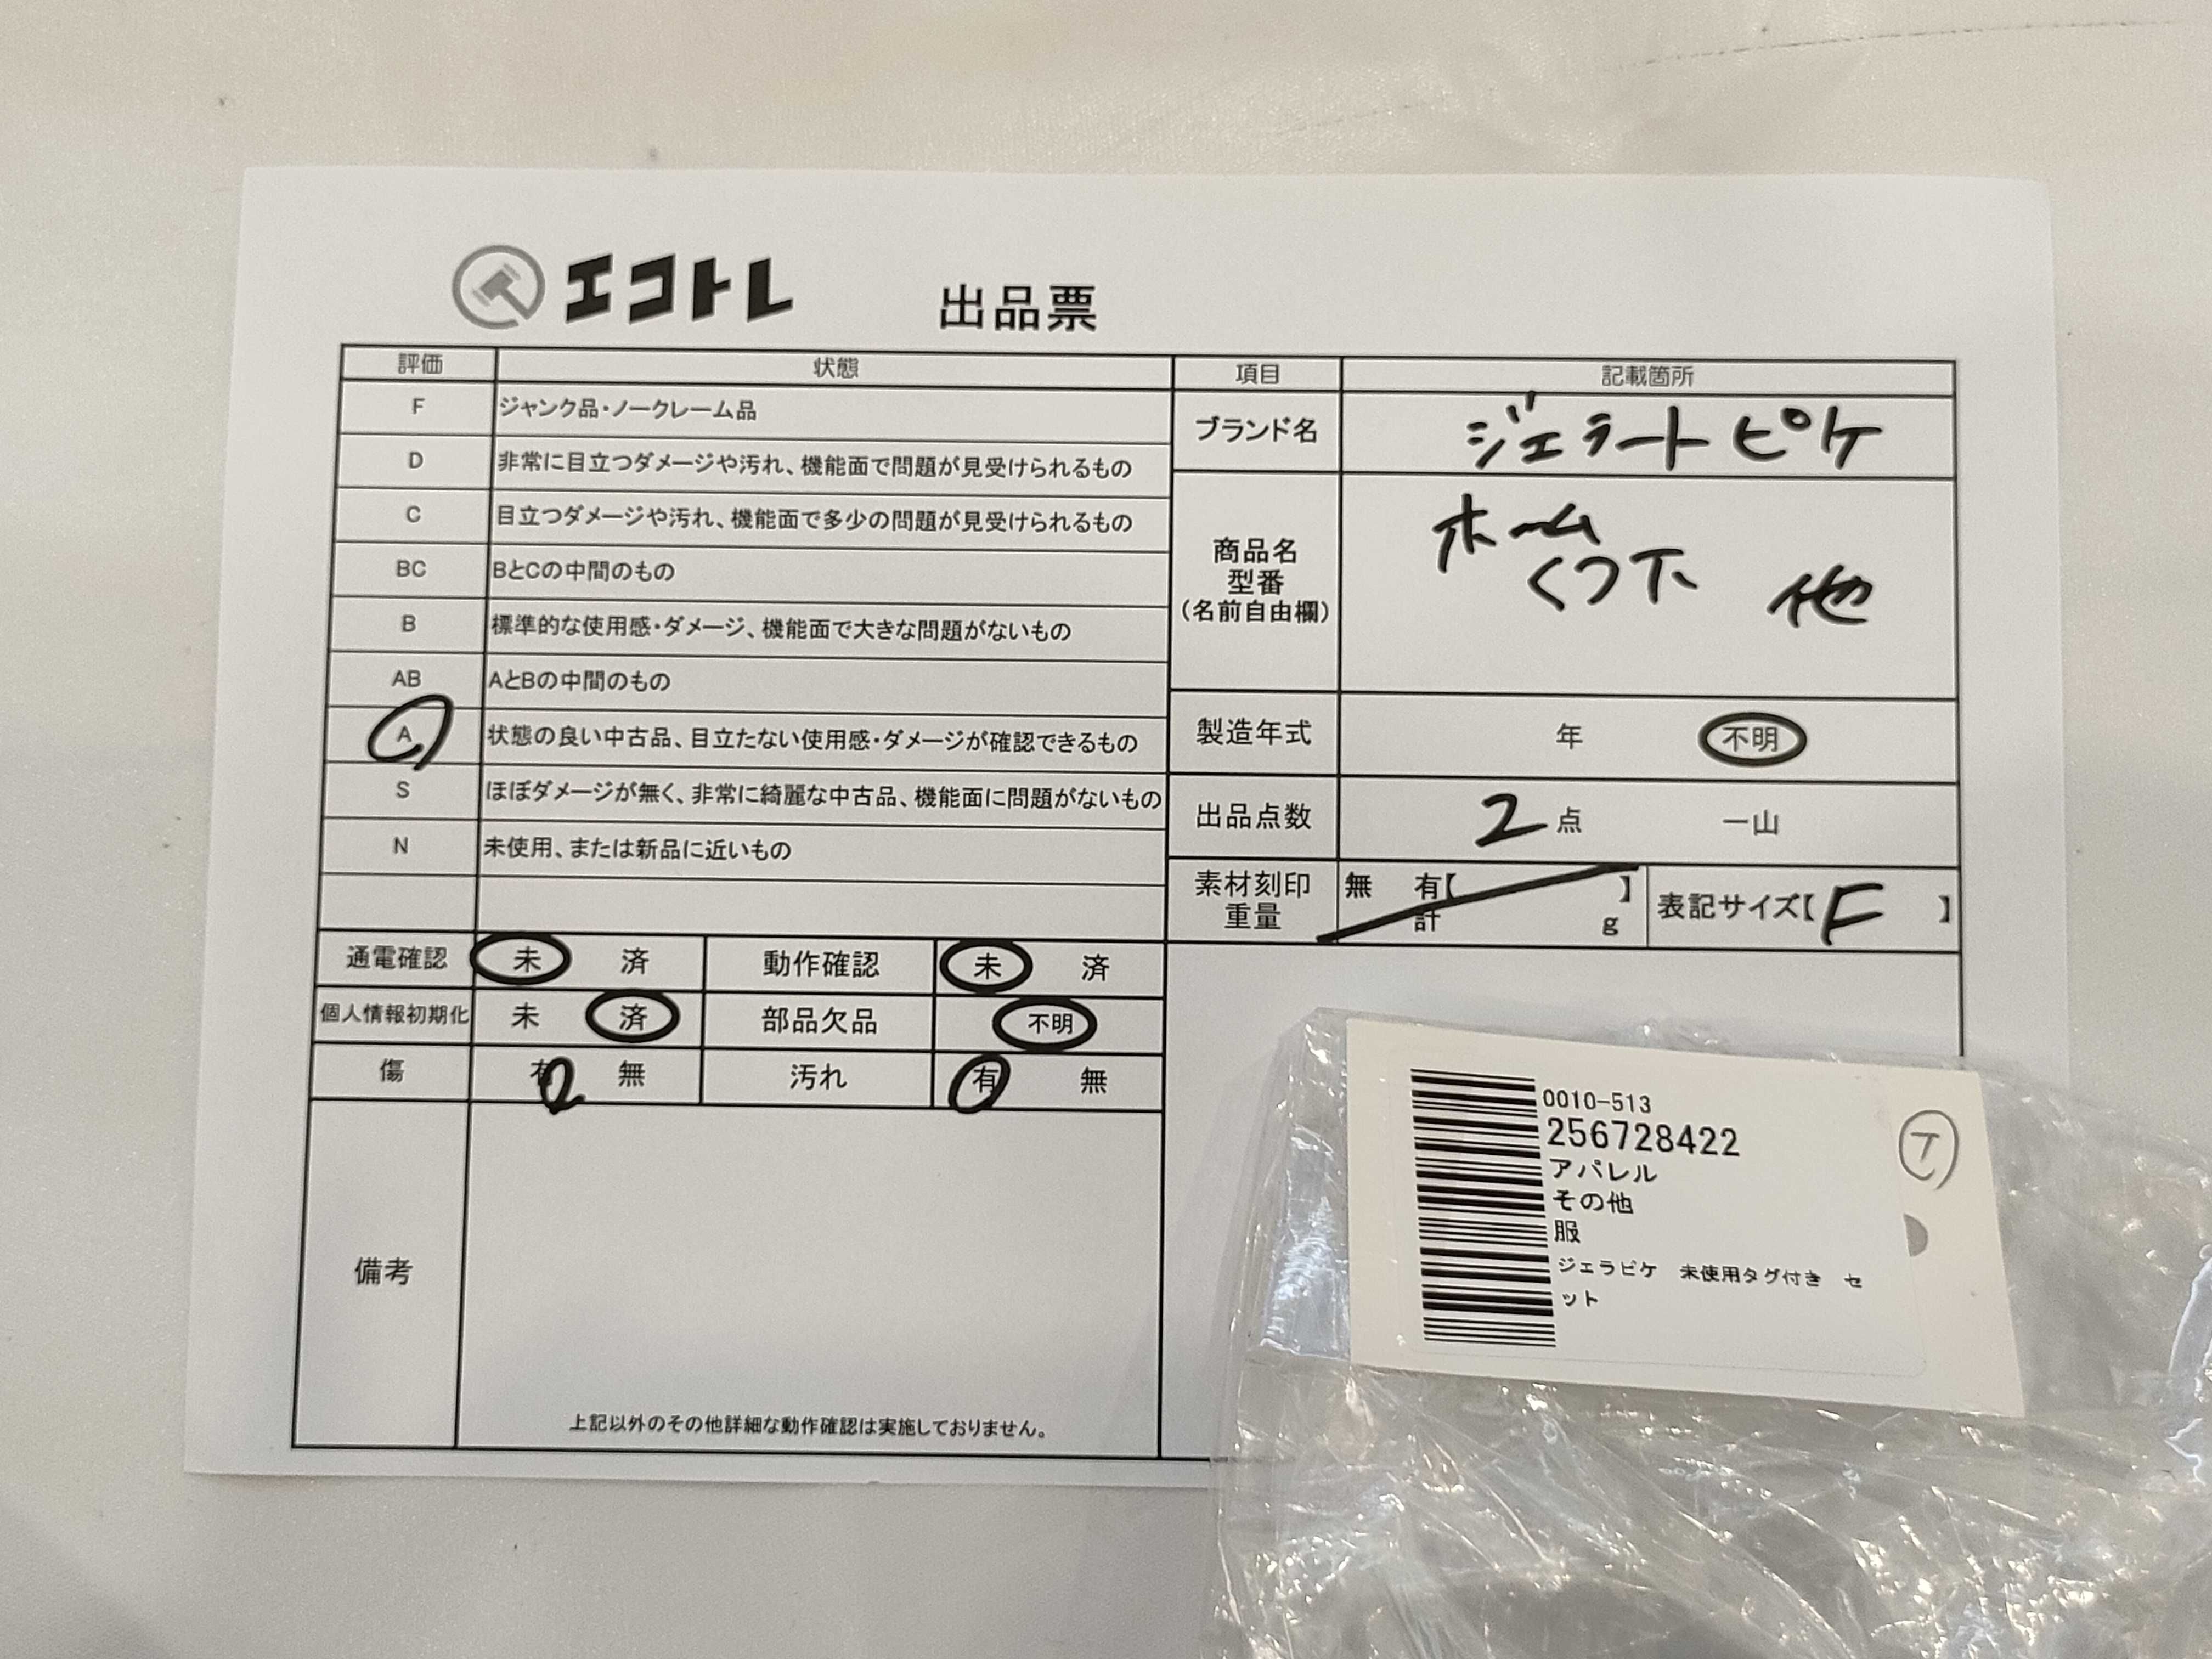 エコトレ 出品票
評価 状態
F ジャンク品・ノークレーム品
D 非常に目立つダメージや汚れ、機能面で問題が見受けられるもの
C 目立つダメージや汚れ、機能面で多少の問題が見受けられるもの
BC BとCの中間のもの
B 標準的な使用感・ダメージ、機能面で大きな問題がないもの
AB AとBの中間のもの
A 状態の良い中古品、目立たない使用感・ダメージが確認できるもの
S ほぼダメージが無く、非常に綺麗な中古品、機能面に問題がないもの
N 未使用、または新品に近いもの
通電確認 未 済 動作確認 未 済
個人情報初期化 未 済 部品欠品 不明
傷 有 無 汚れ 有 無
備考
上記以外のその他詳細な動作確認は実施しておりません。
項目 記載箇所
ブランド名 ジェラートピケ
商品名
型番
(名前自由欄)
ホーム
くつ下 他
製造年式 年 不明
出品点数 2点 一山
素材刻印 無 有【 】
重量 計 g
表記サイズ【F 】
0010-513
256728422
アパレル
その他
服
ジェラピケ 未使用タグ付き セ
ット